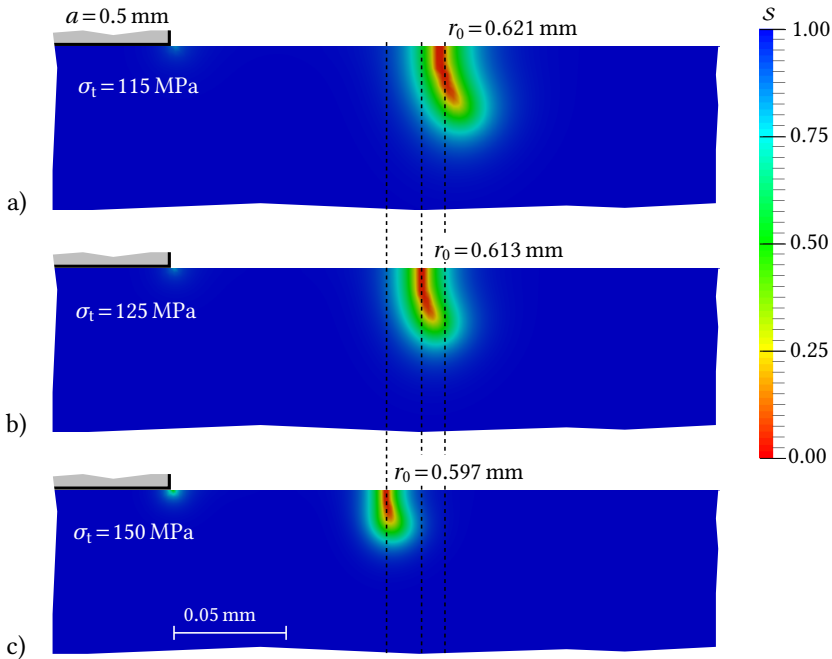 a = 0.5 mm
r₀ = 0.621 mm
S
1.00
σₜ = 115 MPa
0.75
a)
r₀ = 0.613 mm
0.50
σₜ = 125 MPa
0.25
b)
0.00
r₀ = 0.597 mm
σₜ = 150 MPa
0.05 mm
c)